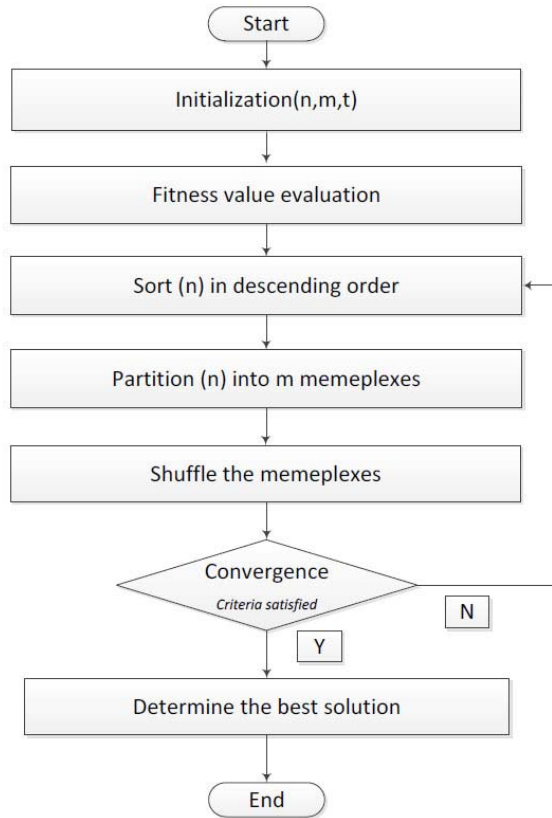 Start
Initialization(n,m,t)
Fitness value evaluation
Sort (n) in descending order
Partition (n) into m memeplexes
Shuffle the memeplexes
Convergence
Criteria satisfied
N
Y
Determine the best solution
End